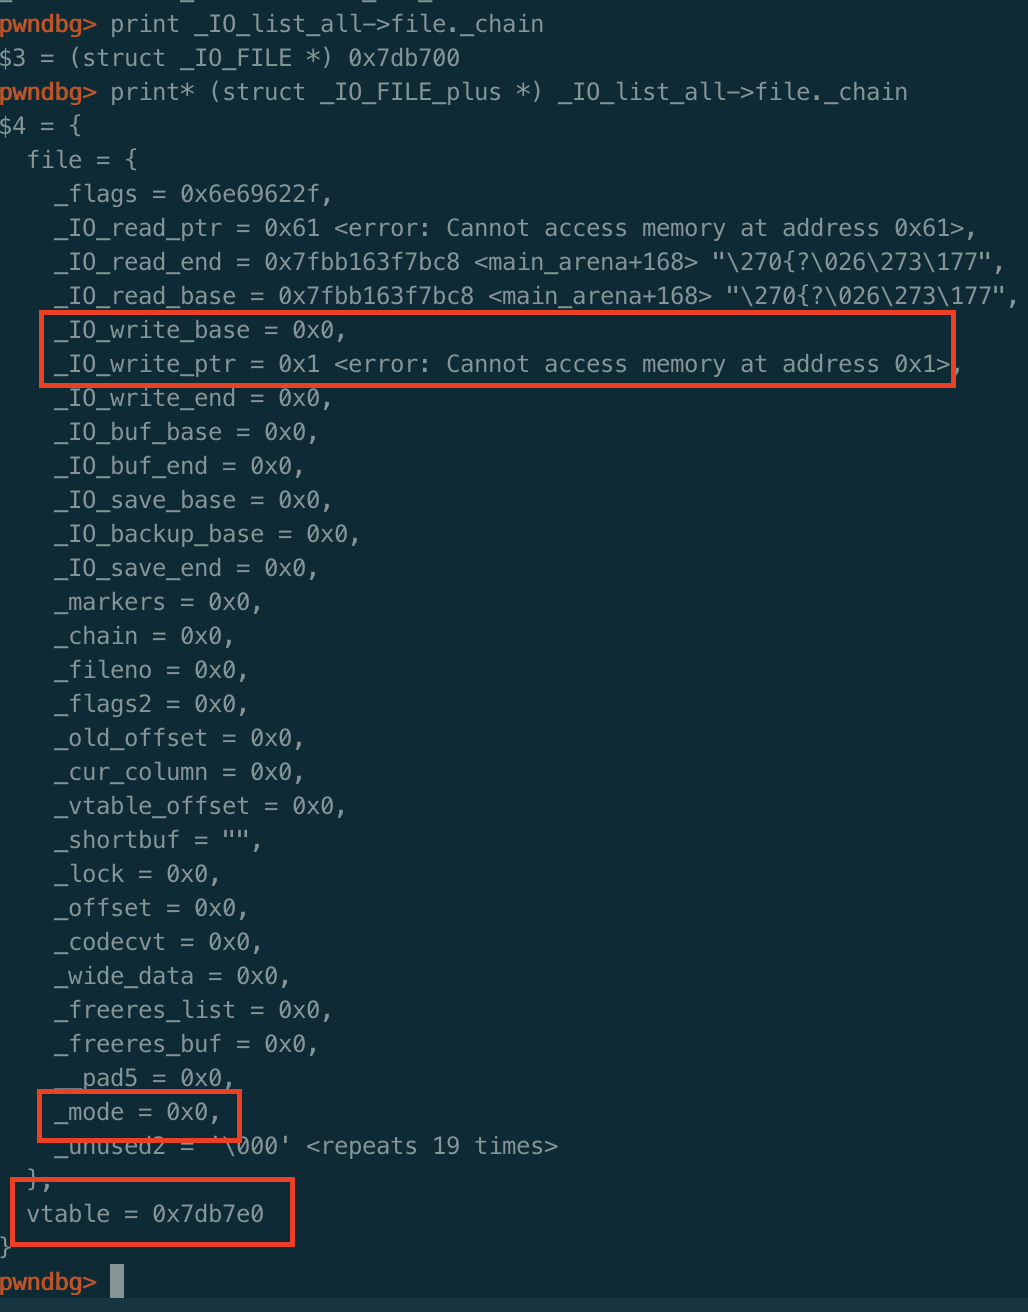 pwndbg> print _IO_list_all->file._chain
$3 = (struct _IO_FILE *) 0x7db700
pwndbg> print* (struct _IO_FILE_plus *) _IO_list_all->file._chain
$4 = {
  file = {
    _flags = 0x6e69622f,
    _IO_read_ptr = 0x61 <error: Cannot access memory at address 0x61>,
    _IO_read_end = 0x7fbb163f7bc8 <main_arena+168> "\270{?\026\273\177",
    _IO_read_base = 0x7fbb163f7bc8 <main_arena+168> "\270{?\026\273\177",
    _IO_write_base = 0x0,
    _IO_write_ptr = 0x1 <error: Cannot access memory at address 0x1>,
    _IO_write_end = 0x0,
    _IO_buf_base = 0x0,
    _IO_buf_end = 0x0,
    _IO_save_base = 0x0,
    _IO_backup_base = 0x0,
    _IO_save_end = 0x0,
    _markers = 0x0,
    _chain = 0x0,
    _fileno = 0x0,
    _flags2 = 0x0,
    _old_offset = 0x0,
    _cur_column = 0x0,
    _vtable_offset = 0x0,
    _shortbuf = "",
    _lock = 0x0,
    _offset = 0x0,
    _codecvt = 0x0,
    _wide_data = 0x0,
    _freeres_list = 0x0,
    _freeres_buf = 0x0,
    __pad5 = 0x0,
    _mode = 0x0,
    _unused2 = '\000' <repeats 19 times>
  },
  vtable = 0x7db7e0
}
pwndbg>